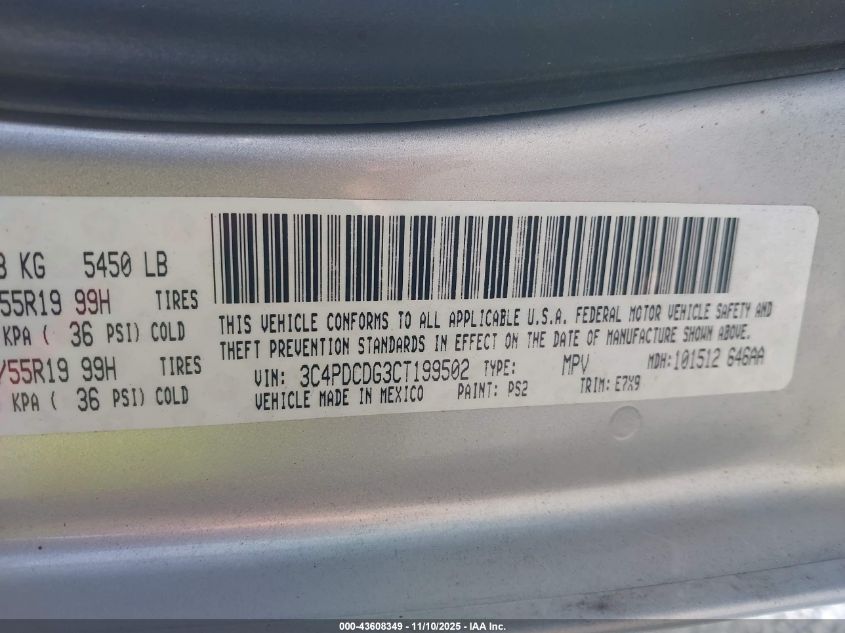 KG 5450 LB
55R19 99H TIRES
KPA ( 36 PSI) COLD
/55R19 99H TIRES
KPA ( 36 PSI) COLD
THIS VEHICLE CONFORMS TO ALL APPLICABLE U.S.A. FEDERAL MOTOR VEHICLE SAFETY AND
THEFT PREVENTION STANDARDS IN EFFECT ON THE DATE OF MANUFACTURE SHOWN ABOVE.
VIN: 3C4PDCDG3CT199502 TYPE: MPV MDH: 101512 646AA
VEHICLE MADE IN MEXICO PAINT: PS2 TRIM: E7X9
000-43608349 - 11/10/2025 - IAA Inc.